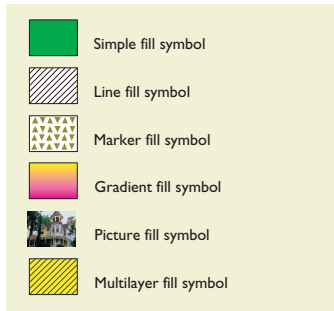 Simple fill symbol
Line fill symbol
Marker fill symbol
Gradient fill symbol
Picture fill symbol
Multilayer fill symbol